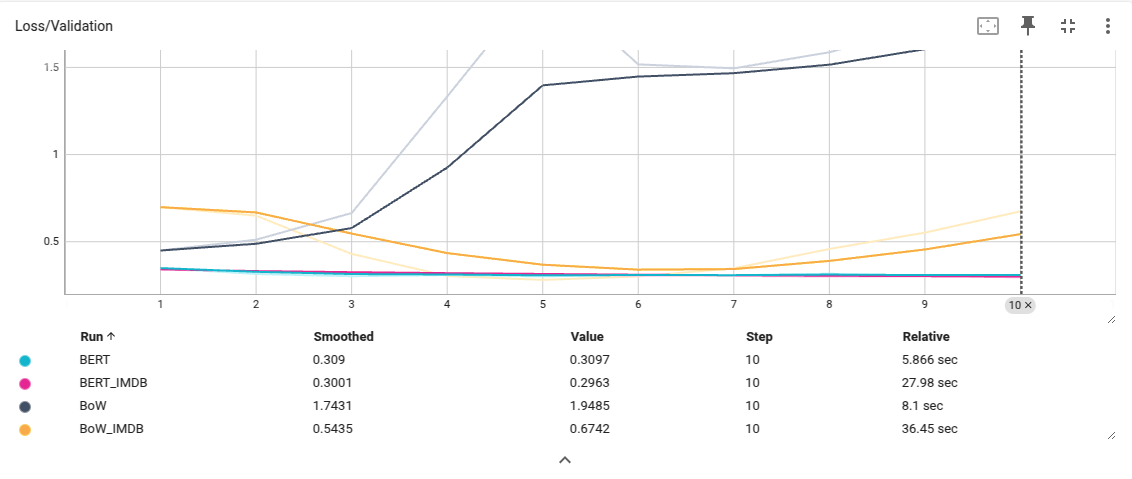 Loss/Validation
1.5
1
0.5
1 2 3 4 5 6 7 8 9 10 ×
Run ↑ Smoothed Value Step Relative
BERT 0.309 0.3097 10 5.866 sec
BERT_IMDB 0.3001 0.2963 10 27.98 sec
BoW 1.7431 1.9485 10 8.1 sec
BoW_IMDB 0.5435 0.6742 10 36.45 sec